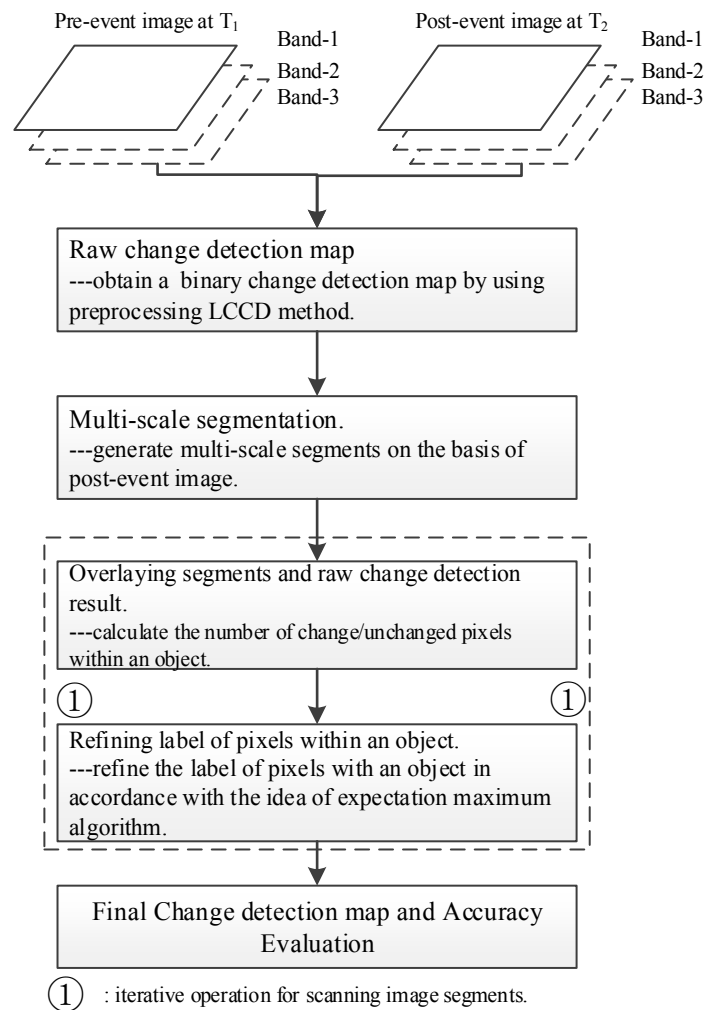 Pre-event image at T1
Band-1
Band-2
Band-3
Post-event image at T2
Band-1
Band-2
Band-3
Raw change detection map
---obtain a binary change detection map by using
preprocessing LCCD method.
Multi-scale segmentation.
---generate multi-scale segments on the basis of
post-event image.
Overlaying segments and raw change detection
result.
---calculate the number of change/unchanged pixels
within an object.
① ①
Refining label of pixels within an object.
---refine the label of pixels with an object in
accordance with the idea of expectation maximum
algorithm.
Final Change detection map and Accuracy
Evaluation
① : iterative operation for scanning image segments.